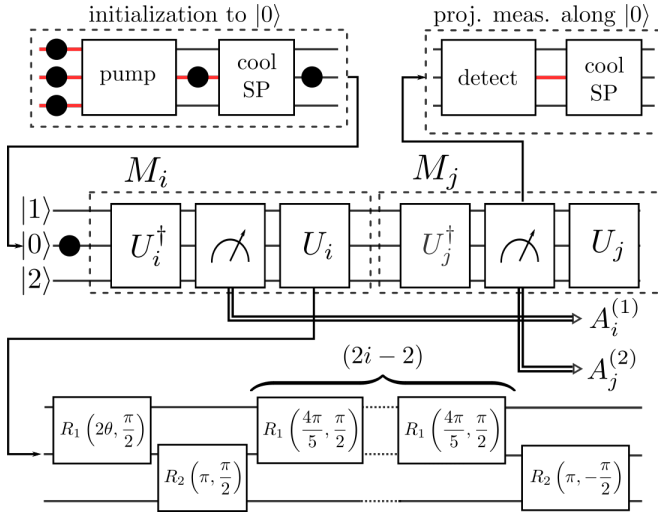 initialization to |0⟩
proj. meas. along |0⟩
pump
cool
SP
detect
cool
SP
M_i
M_j
|1⟩
|0⟩
|2⟩
U_i^†
U_i
U_j^†
U_j
A_i^{(1)}
A_j^{(2)}
(2i − 2)
R_1 (2θ, π/2)
R_1 (4π/5, π/2)
R_1 (4π/5, π/2)
R_2 (π, π/2)
R_2 (π, −π/2)